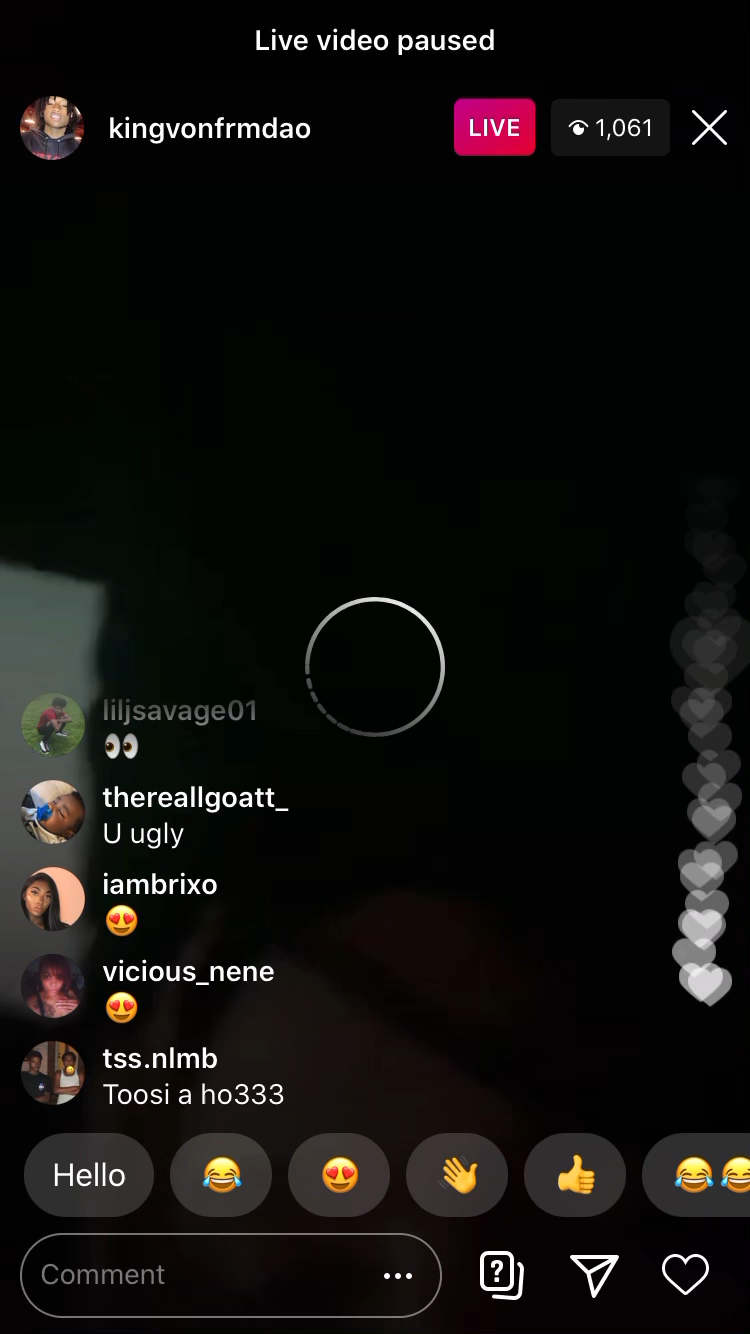 Live video paused
kingvonfrmdao
LIVE
1,061
liljsavage01
👀
thereallgoatt_
U ugly
iambrixo
😍
vicious_nene
😍
tss.nlmb
Toosi a ho333
Hello 😂 😍 👋 👍 😂😂
Comment